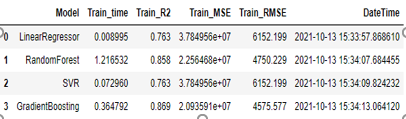 Model Train_time Train_R2 Train_MSE Train_RMSE DateTime
0 LinearRegressor 0.008995 0.763 3.784956e+07 6152.199 2021-10-13 15:33:57.868610
1 RandomForest 1.216532 0.858 2.256468e+07 4750.229 2021-10-13 15:34:07.684455
2 SVR 0.072960 0.763 3.784956e+07 6152.199 2021-10-13 15:34:09.824232
3 GradientBoosting 0.364792 0.869 2.093591e+07 4575.577 2021-10-13 15:34:13.064120